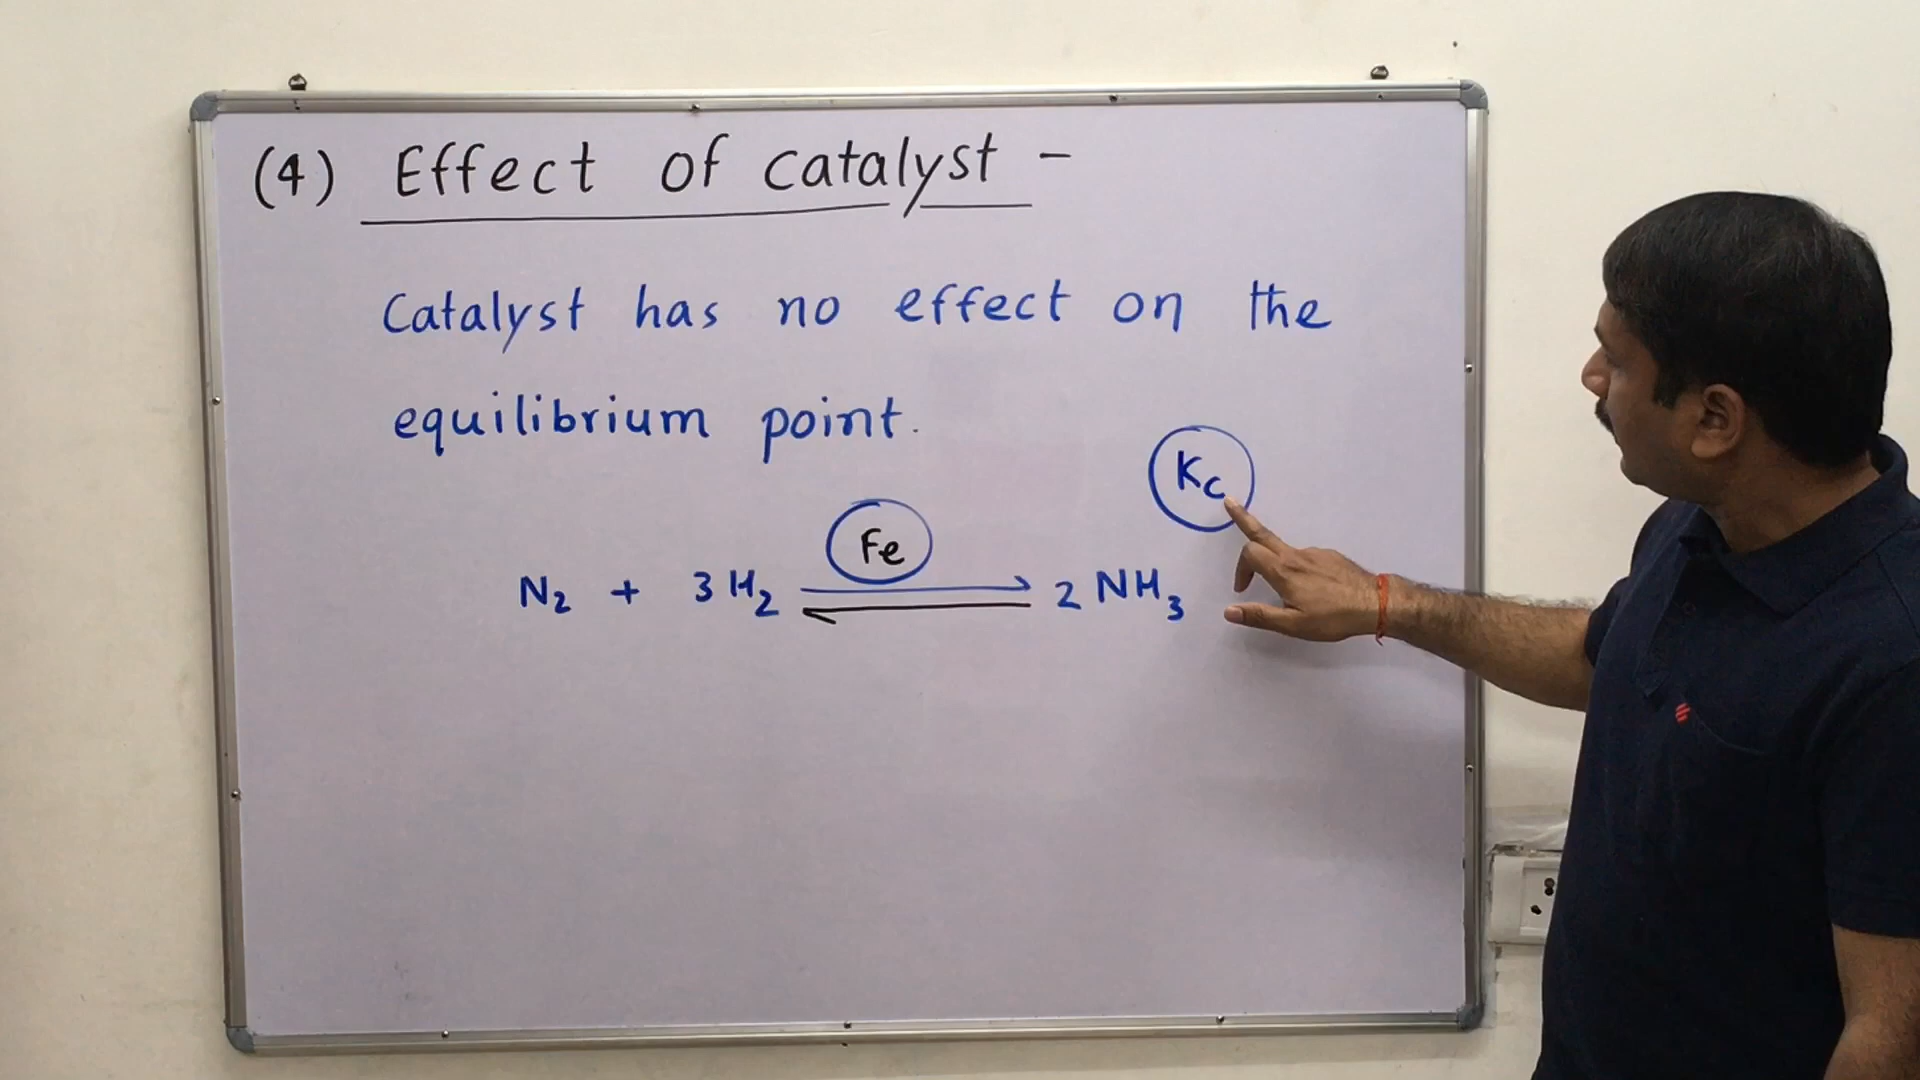 (4) Effect of catalyst -
Catalyst has no effect on the
equilibrium point.
Kc
Fe
N2 + 3H2 ⇌ 2NH3